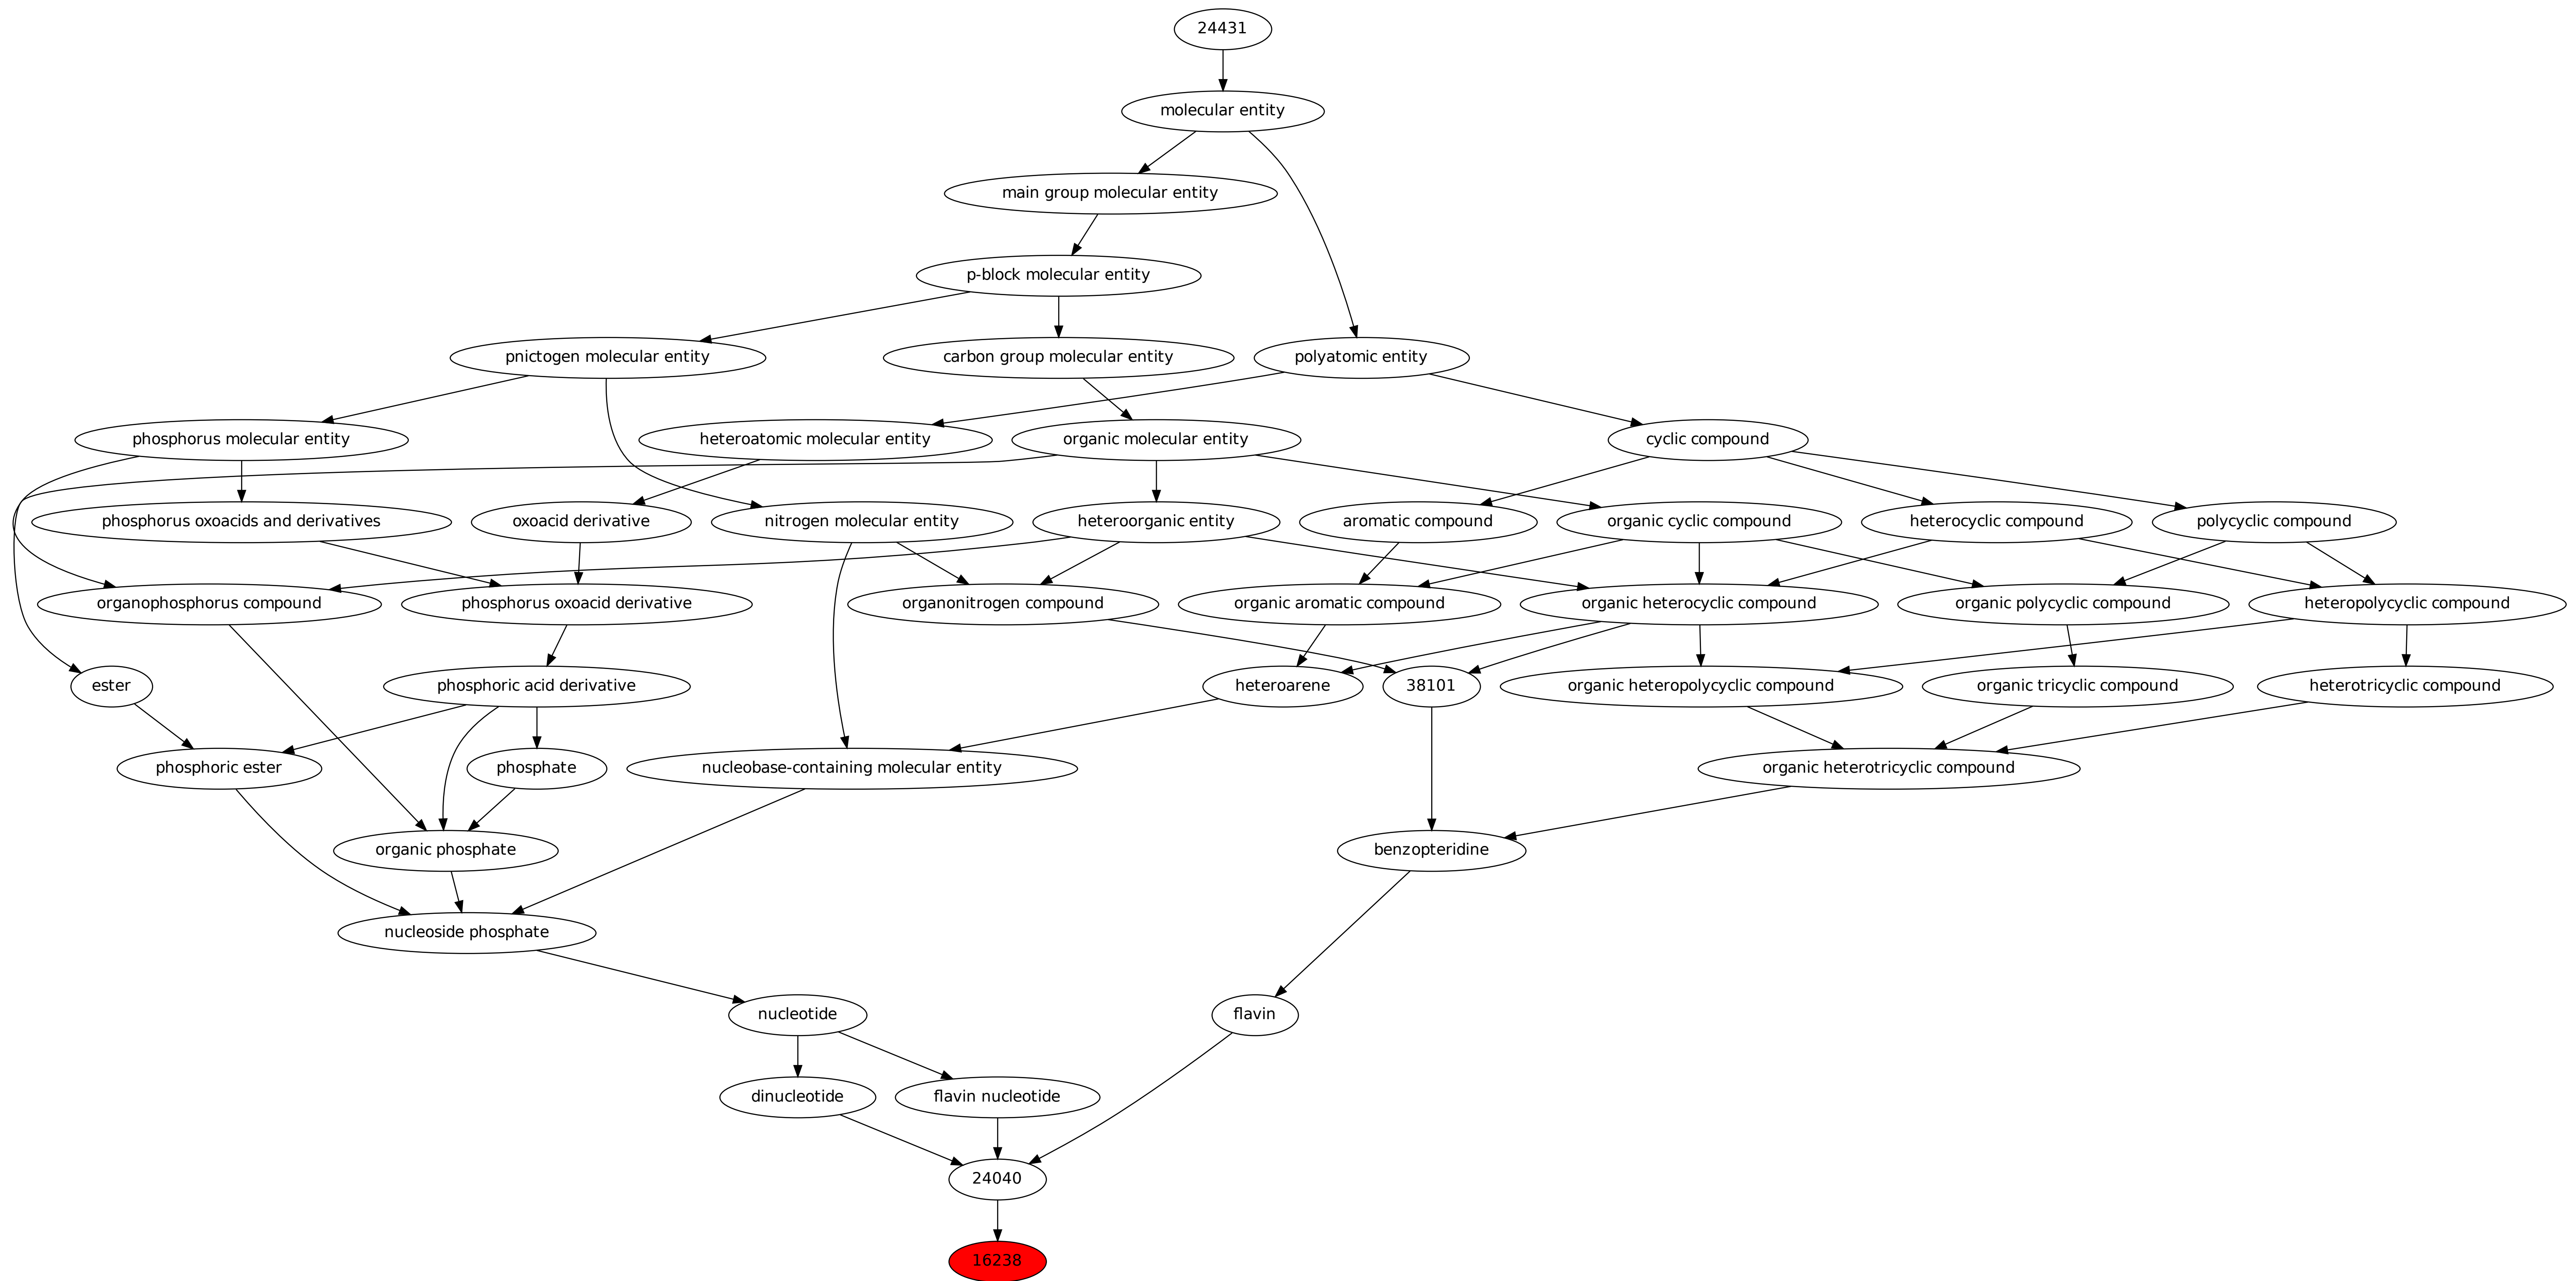 24431
molecular entity
main group molecular entity
p-block molecular entity
pnictogen molecular entity
carbon group molecular entity
polyatomic entity
phosphorus molecular entity
heteroatomic molecular entity
organic molecular entity
cyclic compound
phosphorus oxoacids and derivatives
oxoacid derivative
nitrogen molecular entity
heteroorganic entity
aromatic compound
organic cyclic compound
heterocyclic compound
polycyclic compound
organophosphorus compound
phosphorus oxoacid derivative
organonitrogen compound
organic aromatic compound
organic heterocyclic compound
organic polycyclic compound
heteropolycyclic compound
ester
phosphoric acid derivative
heteroarene
38101
organic heteropolycyclic compound
organic tricyclic compound
heterotricyclic compound
phosphoric ester
phosphate
nucleobase-containing molecular entity
organic heterotricyclic compound
organic phosphate
benzopteridine
nucleoside phosphate
nucleotide
flavin
dinucleotide
flavin nucleotide
24040
16238